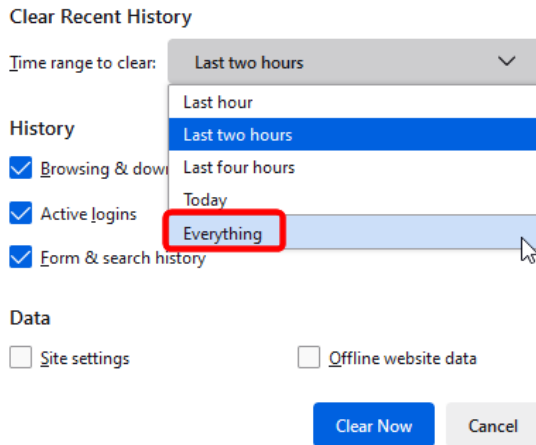 Clear Recent History
Time range to clear: Last two hours
Last hour
Last two hours
History
Last four hours
Browsing &
Today
Active logins
Everything
Form & search history
Data
Site settings Offline website data
Clear Now Cancel